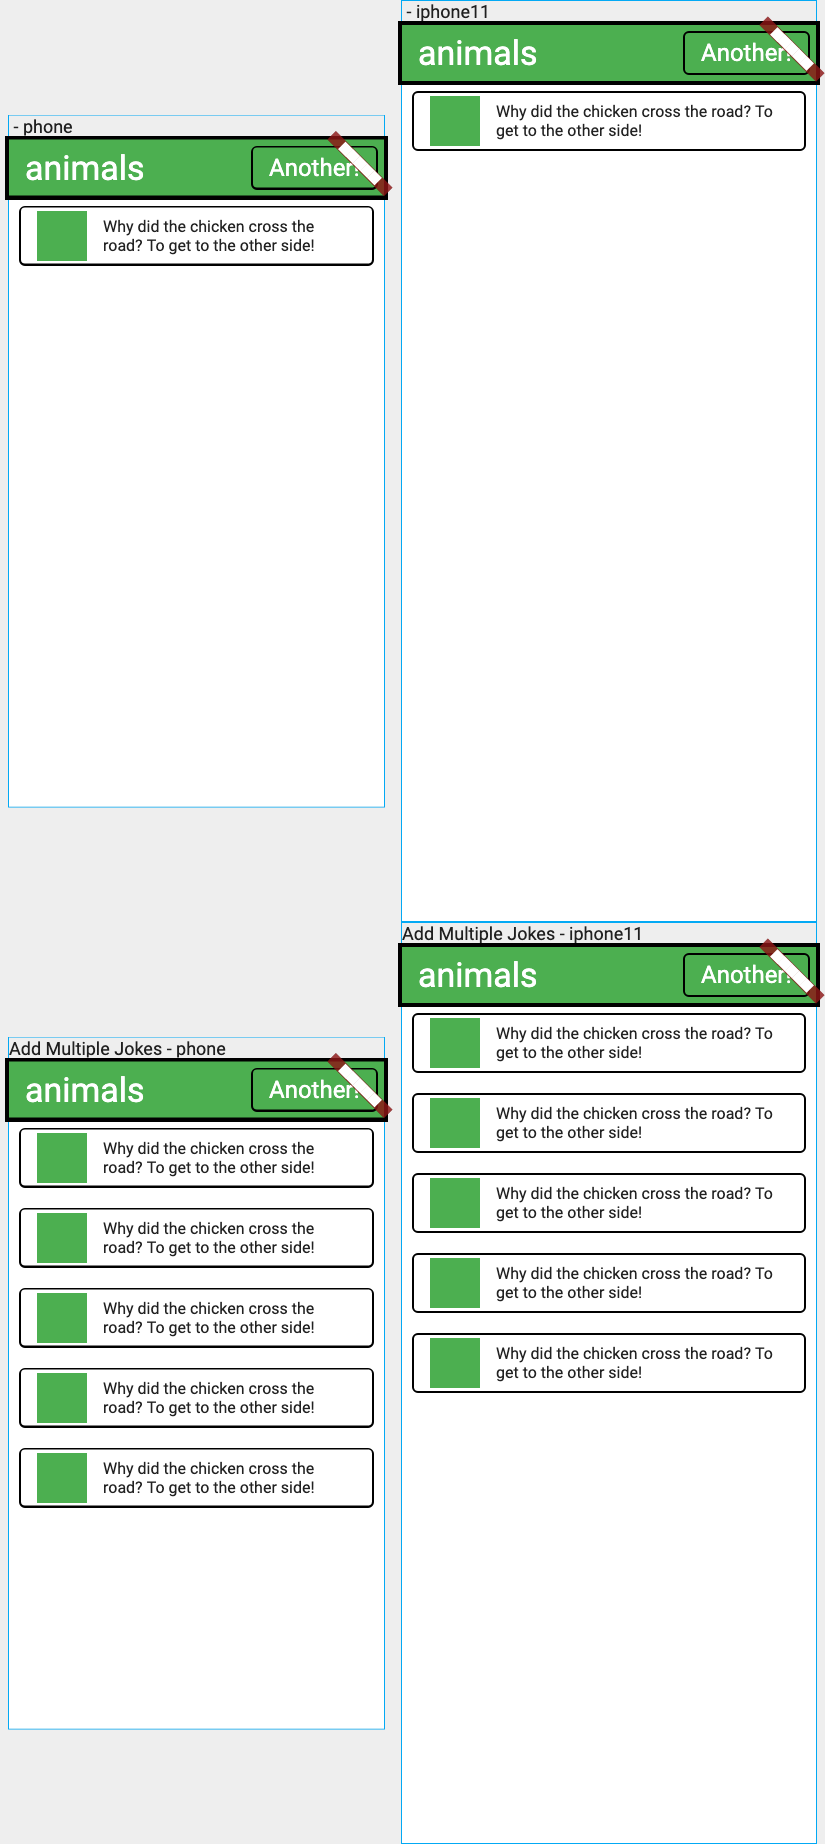 - phone
animals
Another!
Why did the chicken cross the
road? To get to the other side!
- iphone11
animals
Another!
Why did the chicken cross the road? To
get to the other side!
Add Multiple Jokes - phone
animals
Another!
Why did the chicken cross the
road? To get to the other side!
Why did the chicken cross the
road? To get to the other side!
Why did the chicken cross the
road? To get to the other side!
Why did the chicken cross the
road? To get to the other side!
Why did the chicken cross the
road? To get to the other side!
Add Multiple Jokes - iphone11
animals
Another!
Why did the chicken cross the road? To
get to the other side!
Why did the chicken cross the road? To
get to the other side!
Why did the chicken cross the road? To
get to the other side!
Why did the chicken cross the road? To
get to the other side!
Why did the chicken cross the road? To
get to the other side!